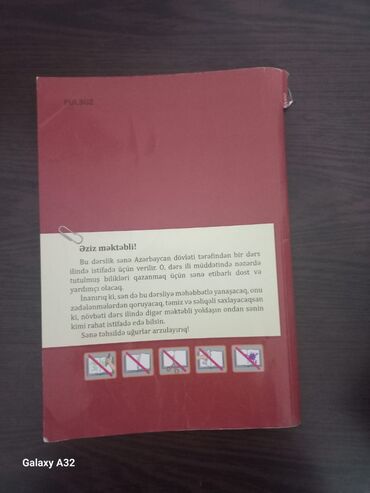 PULSUZ
Əziz məktəbli!
Bu dərslik sənə Azərbaycan dövləti tərəfindən bir dərs
ilində istifadə üçün verilir. O, dərs ili müddətində nəzərdə
tutulmuş bilikləri qazanmaq üçün sənə etibarlı dost və
yardımçı olacaq.
İnanırıq ki, sən də bu dərsliyə məhəbbətlə yanaşacaq, onu
zədələnmələrdən qoruyacaq, təmiz və səliqəli saxlayacaqsan
ki, növbəti dərs ilində digər məktəbli yoldaşın ondan sənin
kimi rahat istifadə edə bilsin.
Sənə təhsildə uğurlar arzulayırıq!
Galaxy A32